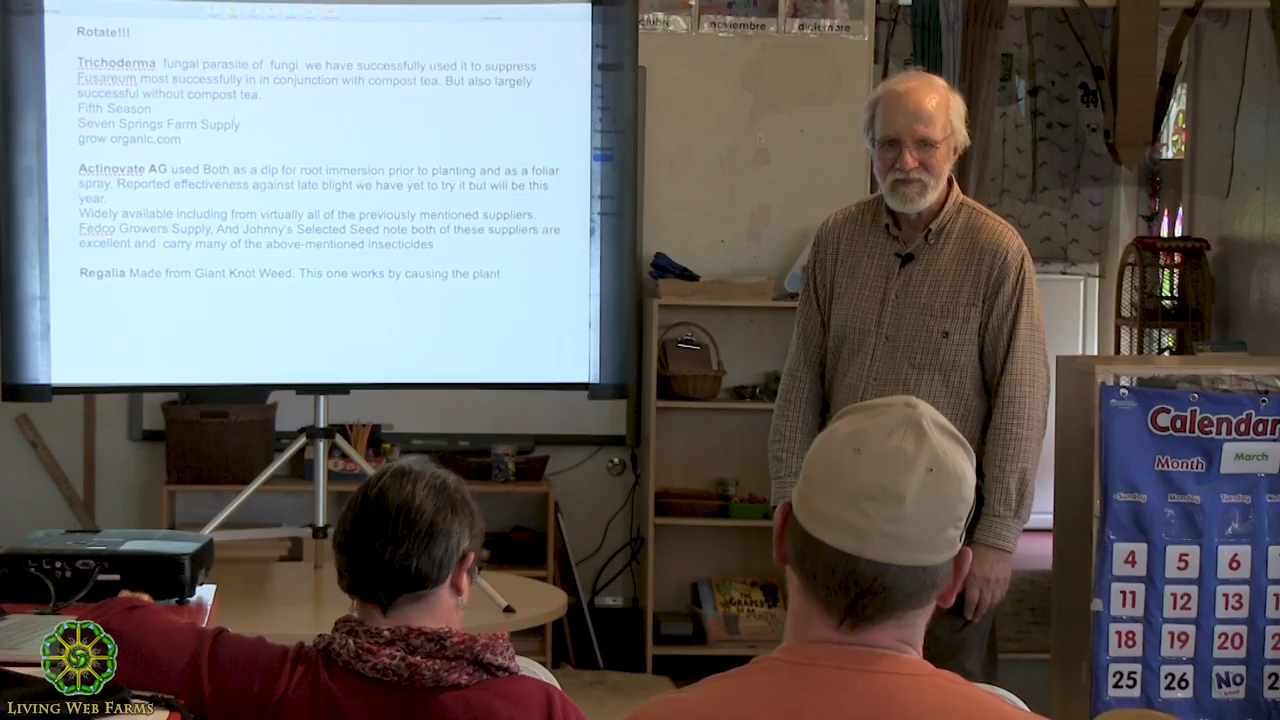 Rotate!!!
Trichoderma fungal parasite of fungi we have successfully used it to suppress
Fusareum most successfully in in conjunction with compost tea. But also largely
successful without compost tea.
Fifth Season
Seven Springs Farm Supply
grow organic.com
Actinovate AG used Both as a dip for root immersion prior to planting and as a foliar
spray. Reported effectiveness against late blight we have yet to try it but will be this
year.
Widely available including from virtually all of the previously mentioned suppliers.
Fedco Growers Supply, And Johnny's Selected Seed note both of these suppliers are
excellent and carry many of the above-mentioned insecticides
Regalia Made from Giant Knot Weed. This one works by causing the plant
noviembre
diciembre
THE GRAPES OF MATH
Calendar
Month March
Sunday Monday Tuesday
4 5 6
11 12 13
18 19 20
25 26 No
LIVING WEB FARMS